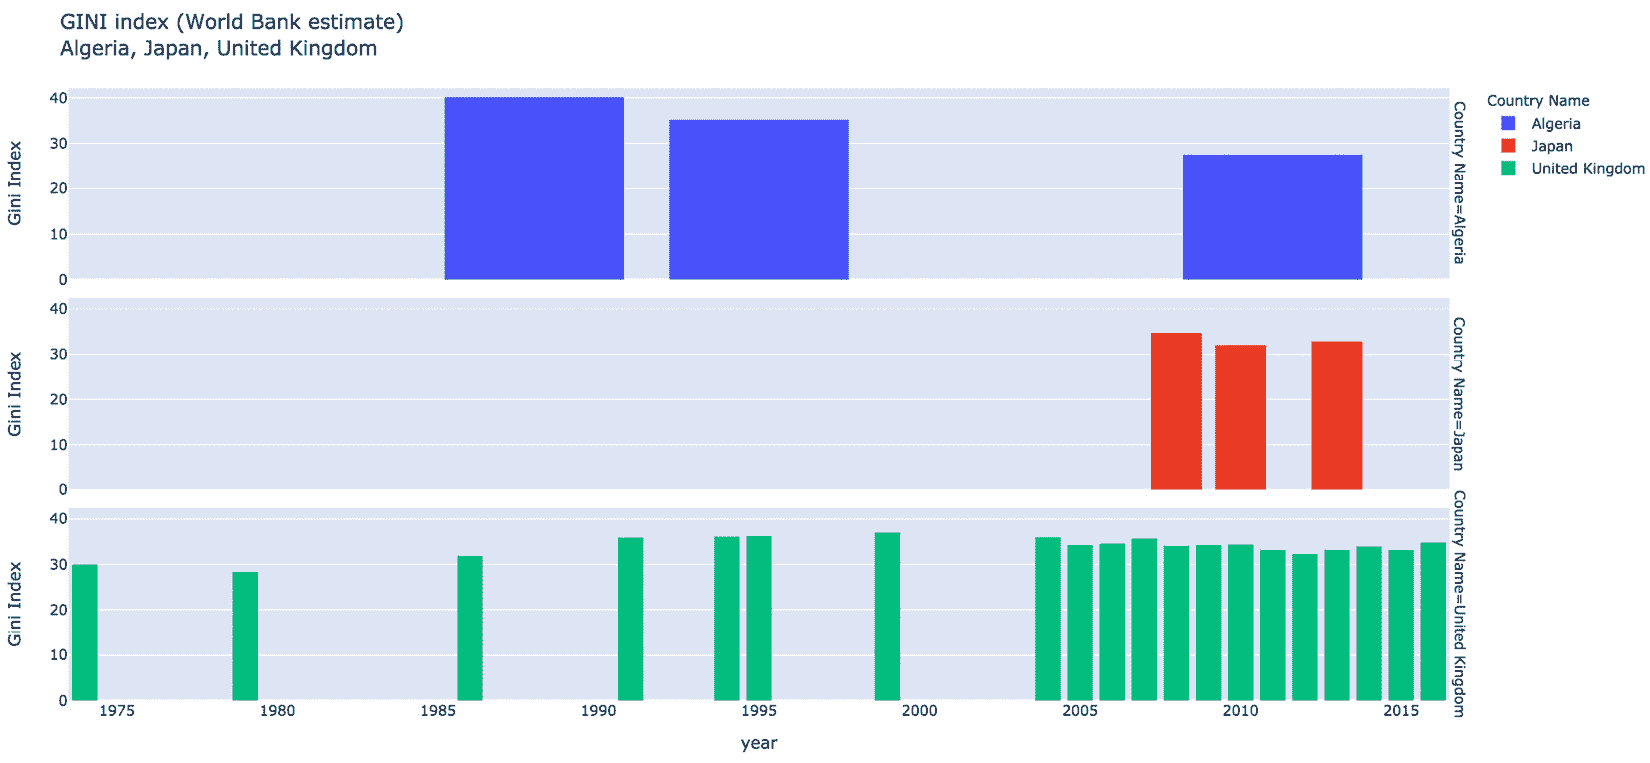 GINI index (World Bank estimate)
Algeria, Japan, United Kingdom
Country Name
Algeria
Japan
United Kingdom
Gini Index
40
30
20
10
0
Country Name=Algeria
Gini Index
40
30
20
10
0
Country Name=Japan
Gini Index
40
30
20
10
0
Country Name=United Kingdom
1975 1980 1985 1990 1995 2000 2005 2010 2015
year